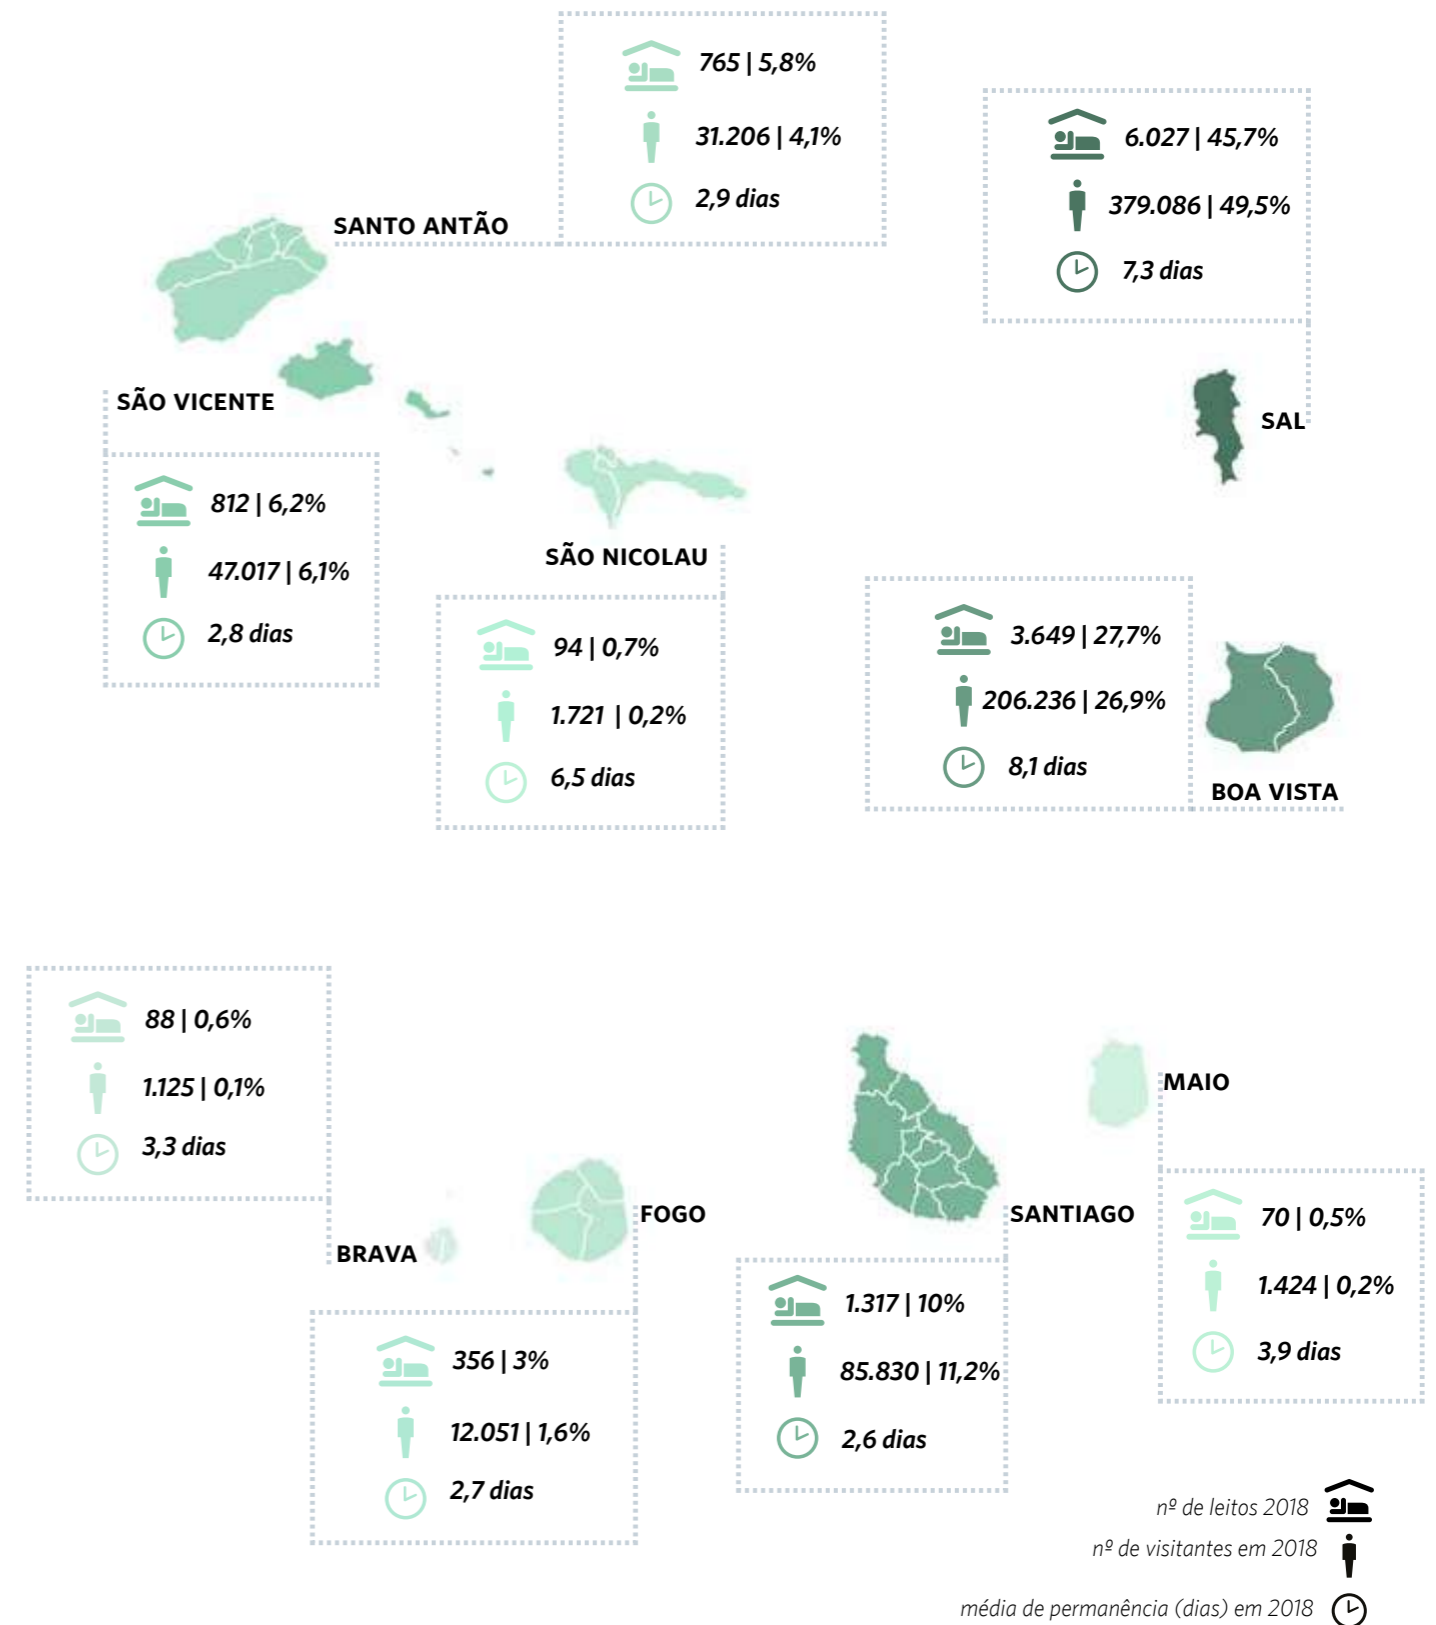 765 | 5,8%
31.206 | 4,1%
2,9 dias
SANTO ANTÃO
6.027 | 45,7%
379.086 | 49,5%
7,3 dias
SAL
SÃO VICENTE
812 | 6,2%
47.017 | 6,1%
2,8 dias
SÃO NICOLAU
94 | 0,7%
1.721 | 0,2%
6,5 dias
3.649 | 27,7%
206.236 | 26,9%
8,1 dias
BOA VISTA
88 | 0,6%
1.125 | 0,1%
3,3 dias
BRAVA
FOGO
356 | 3%
12.051 | 1,6%
2,7 dias
SANTIAGO
1.317 | 10%
85.830 | 11,2%
2,6 dias
MAIO
70 | 0,5%
1.424 | 0,2%
3,9 dias
nº de leitos 2018
nº de visitantes em 2018
média de permanência (dias) em 2018